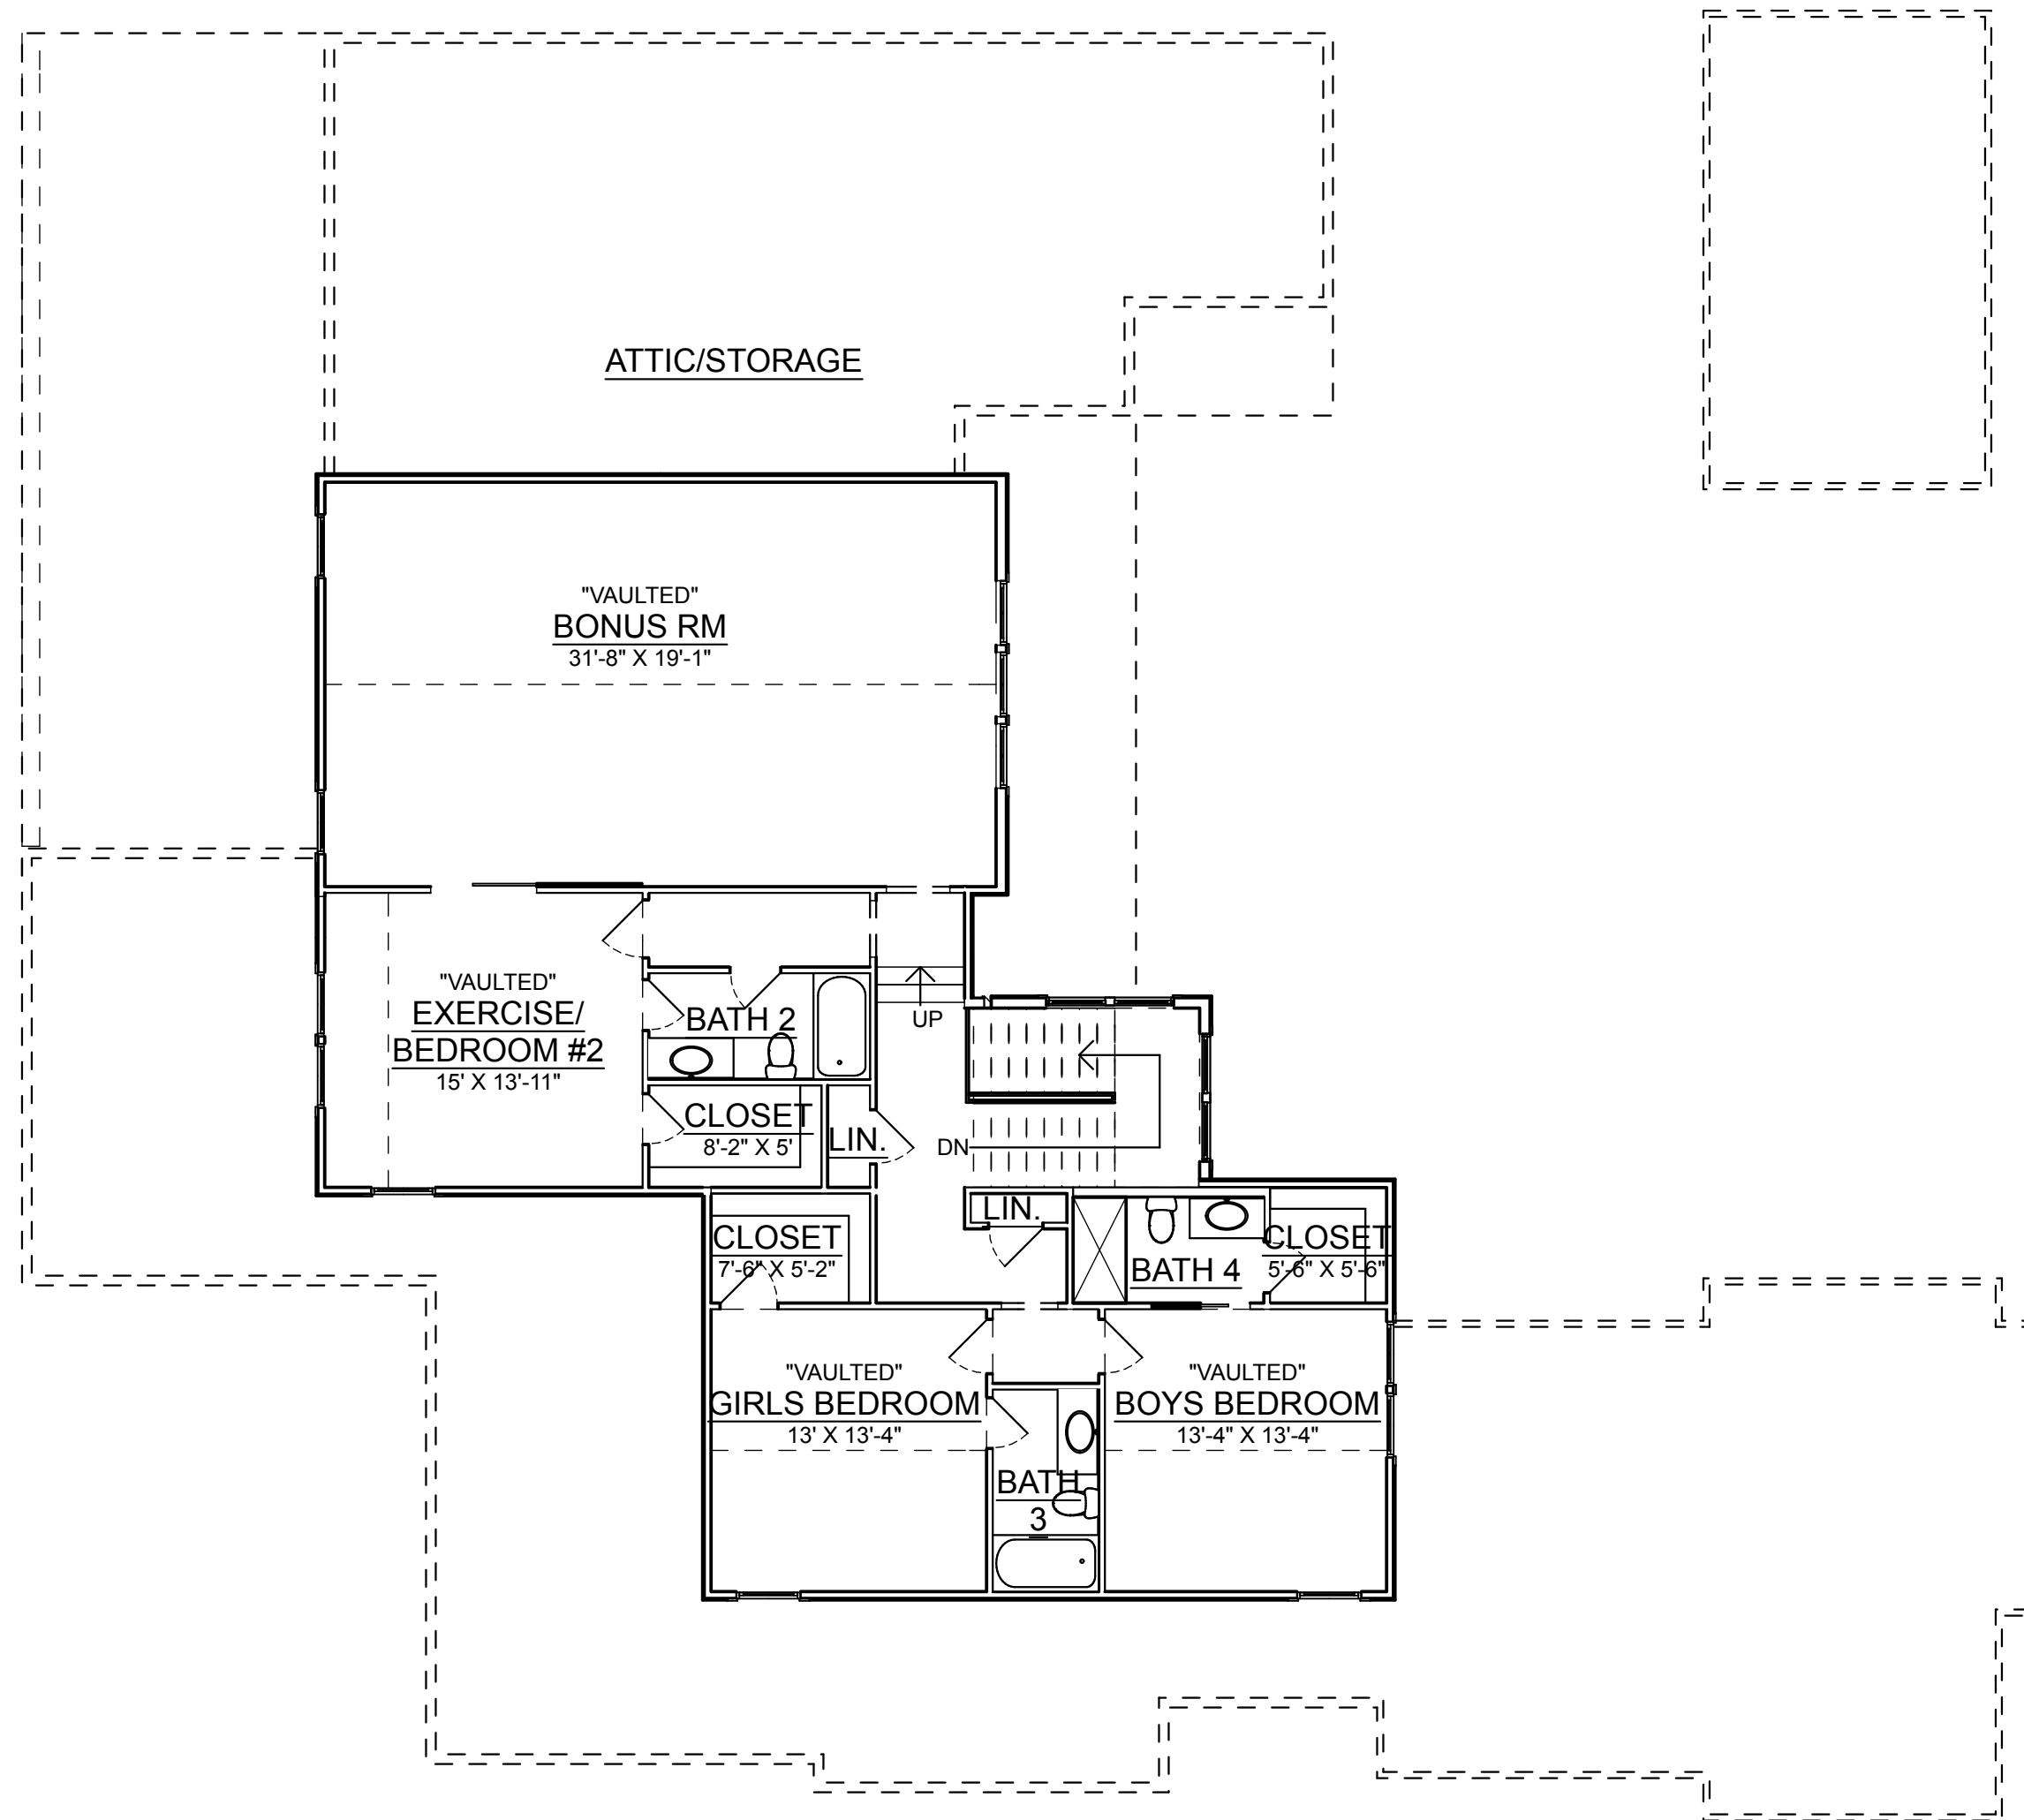 ATTIC/STORAGE
"VAULTED"
BONUS RM
31'-8" X 19'-1"
"VAULTED"
EXERCISE/
BEDROOM #2
15' X 13'-11"
BATH 2
UP
CLOSET
8'-2" X 5'
LIN.
DN
LIN.
CLOSET
7'-6" X 5'-2"
BATH 4
CLOSET
5'-6" X 5'-6"
"VAULTED"
GIRLS BEDROOM
13' X 13'-4"
"VAULTED"
BOYS BEDROOM
13'-4" X 13'-4"
BATH
3